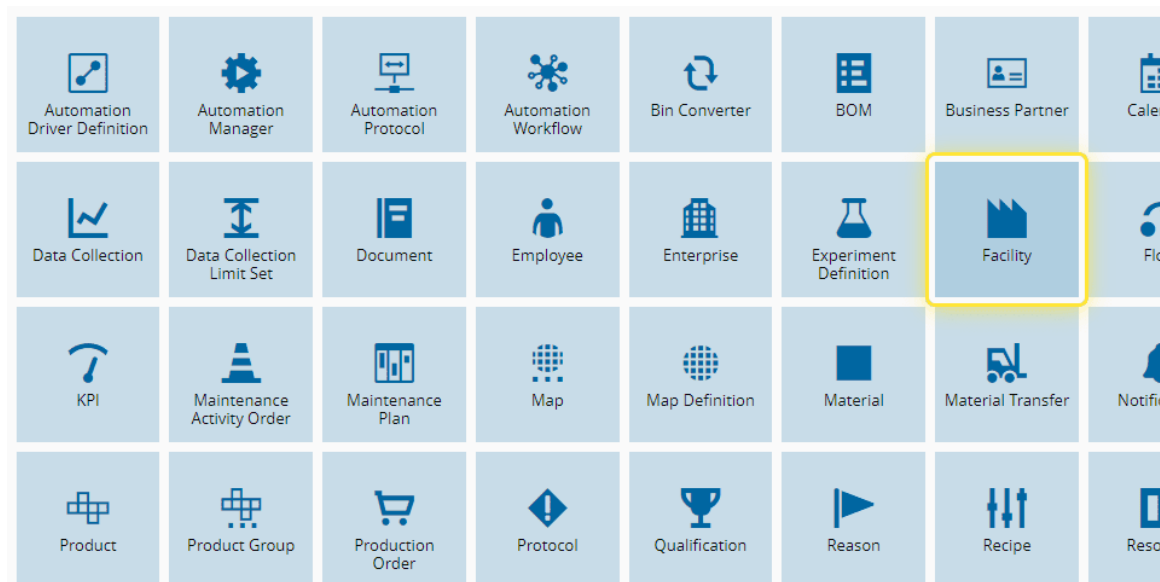 Automation
Driver Definition
Automation
Manager
Automation
Protocol
Automation
Workflow
Bin Converter
BOM
Business Partner
Data Collection
Data Collection
Limit Set
Document
Employee
Enterprise
Experiment
Definition
Facility
KPI
Maintenance
Activity Order
Maintenance
Plan
Map
Map Definition
Material
Material Transfer
Product
Product Group
Production
Order
Protocol
Qualification
Reason
Recipe